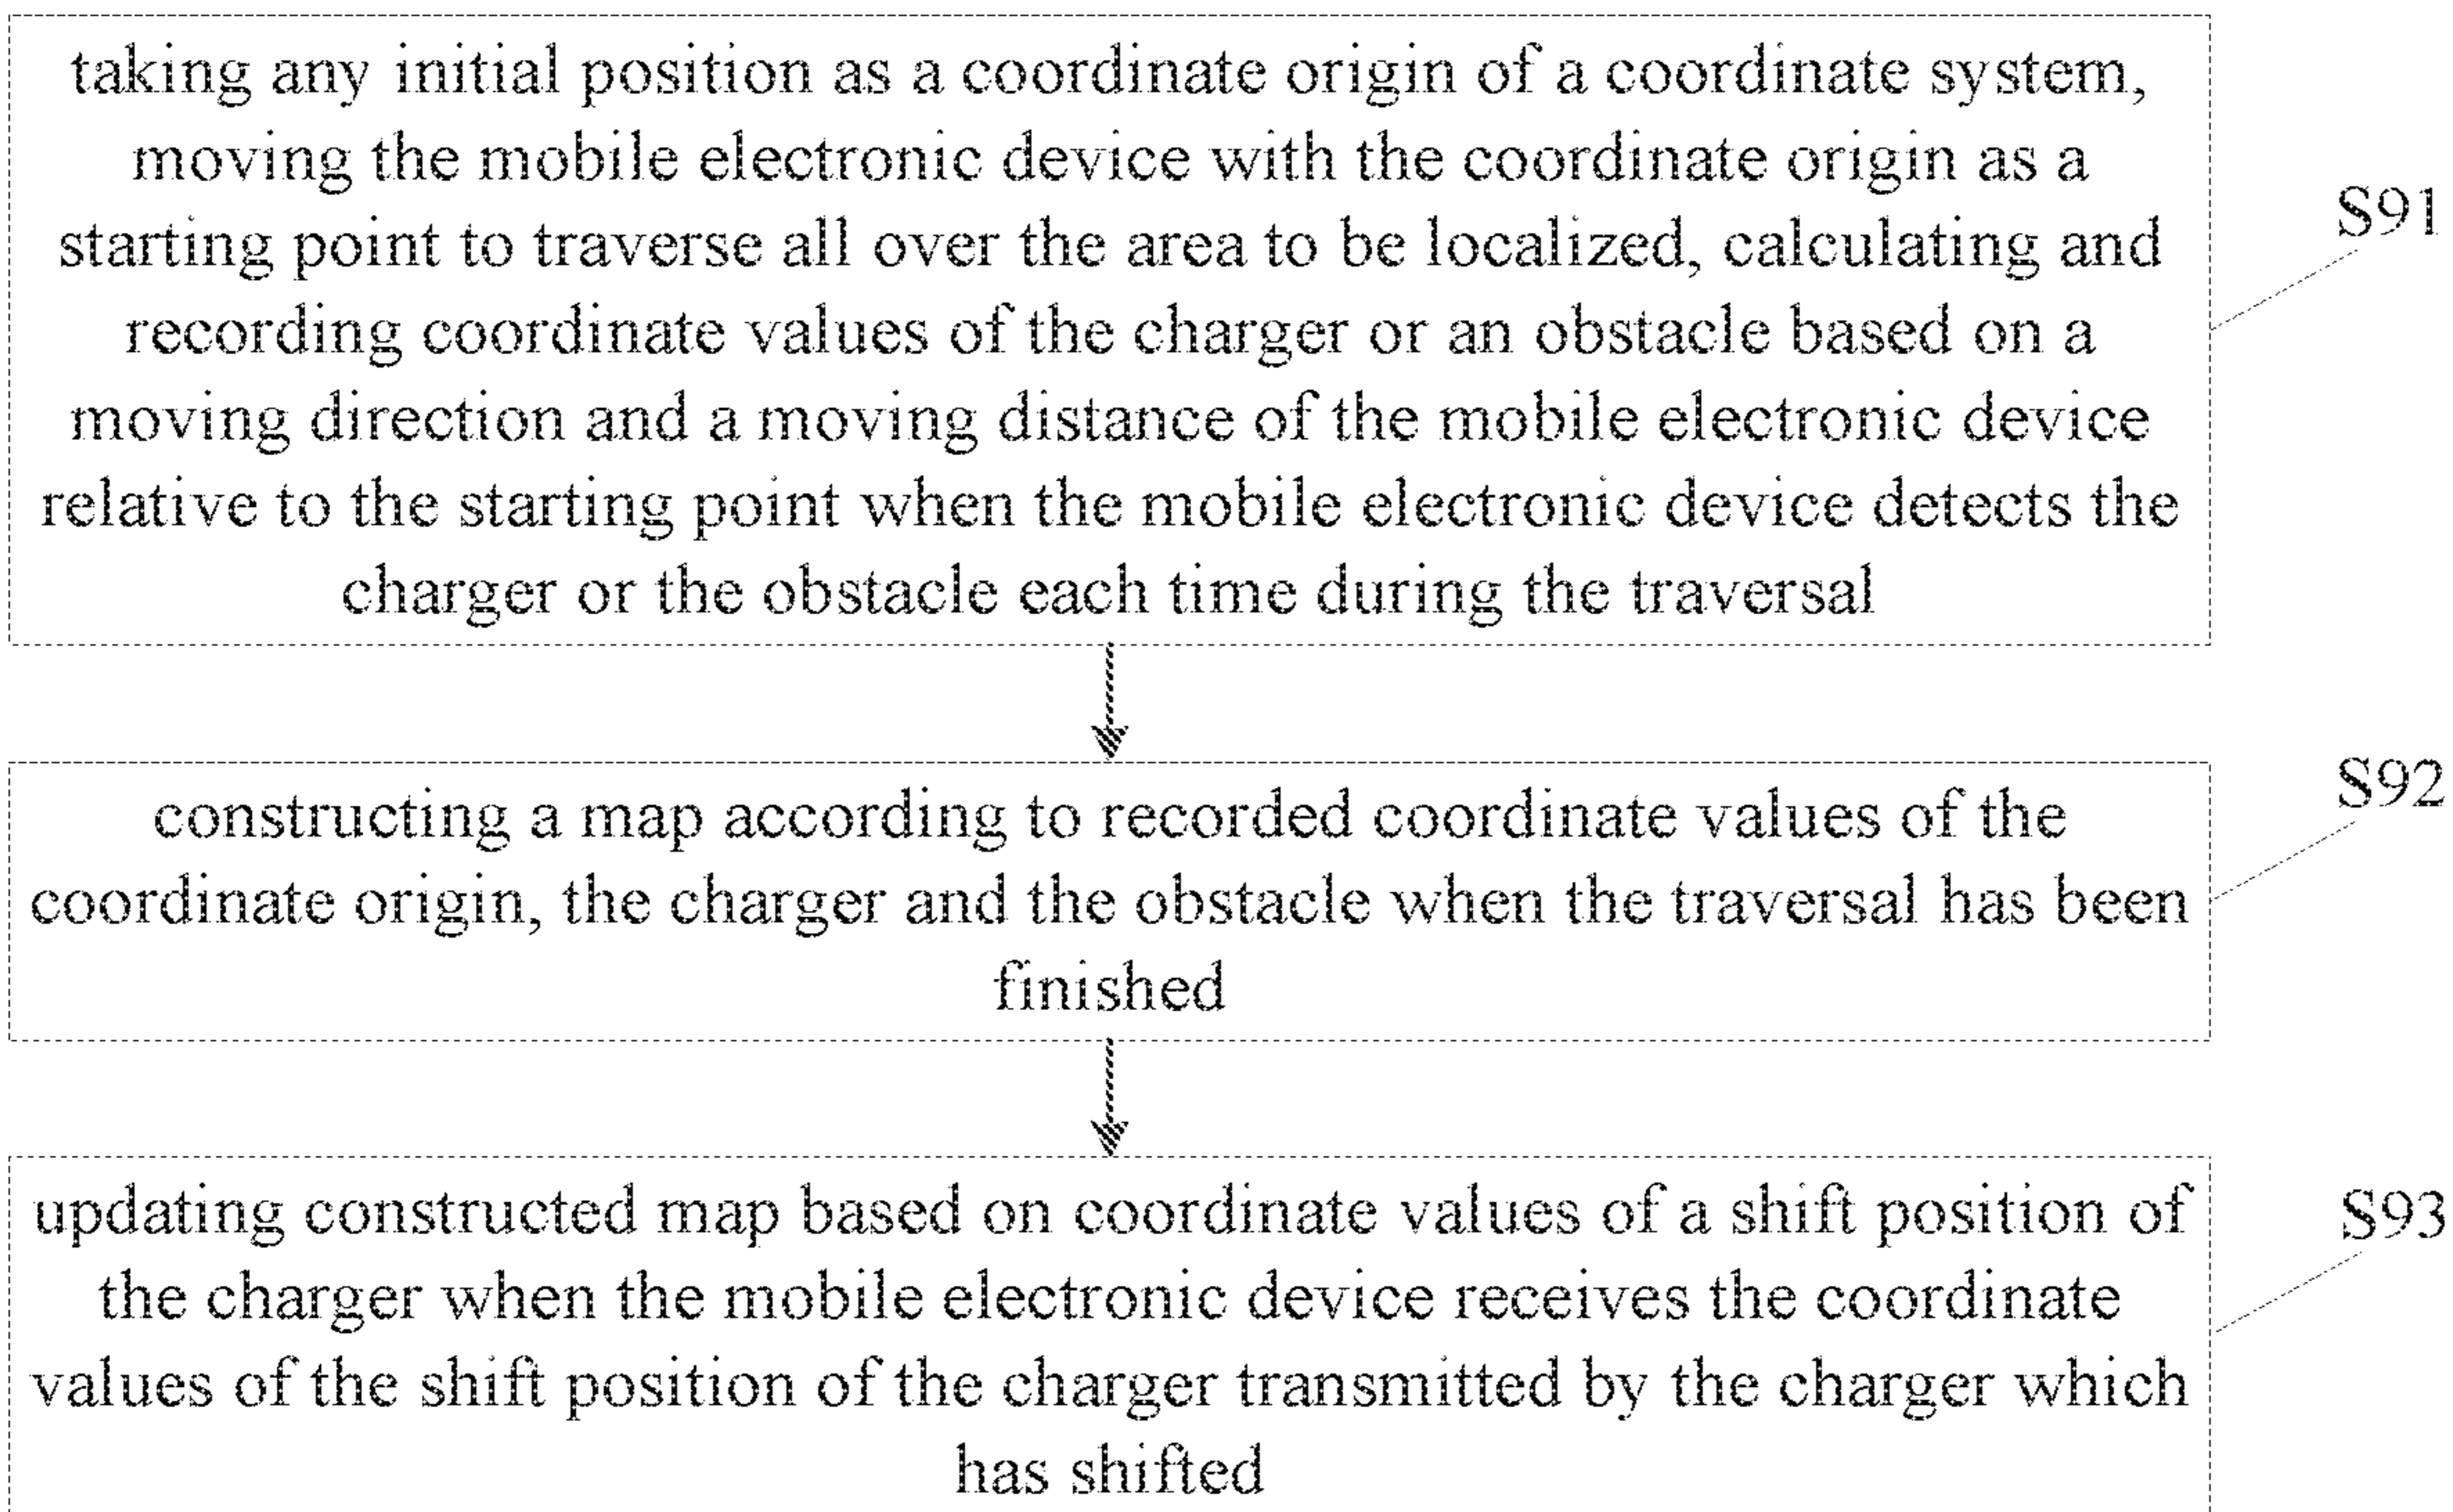 taking any initial position as a coordinate origin of a coordinate system,
moving the mobile electronic device with the coordinate origin as a
starting point to traverse all over the area to be localized, calculating and
recording coordinate values of the charger or an obstacle based on a
moving direction and a moving distance of the mobile electronic device
relative to the starting point when the mobile electronic device detects the
charger or the obstacle each time during the traversal
S91
constructing a map according to recorded coordinate values of the
coordinate origin, the charger and the obstacle when the traversal has been
finished
S92
updating constructed map based on coordinate values of a shift position of
the charger when the mobile electronic device receives the coordinate
values of the shift position of the charger transmitted by the charger which
has shifted
S93